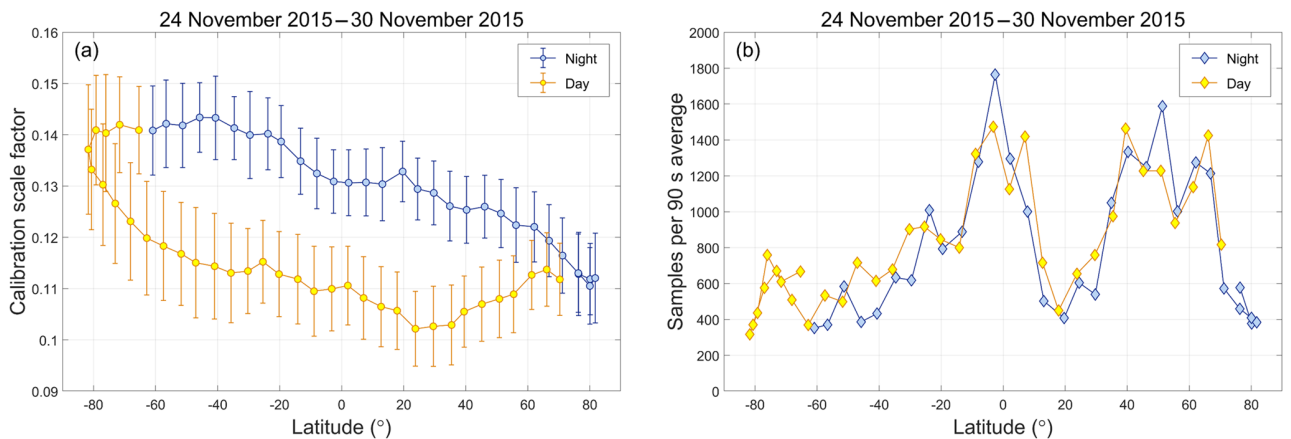 24 November 2015–30 November 2015
(a)
Night
Day
Calibration scale factor
0.16
0.15
0.14
0.13
0.12
0.11
0.1
0.09
-80 -60 -40 -20 0 20 40 60 80
Latitude (°)
24 November 2015–30 November 2015
(b)
Night
Day
Samples per 90 s average
2000
1800
1600
1400
1200
1000
800
600
400
200
0
-80 -60 -40 -20 0 20 40 60 80
Latitude (°)